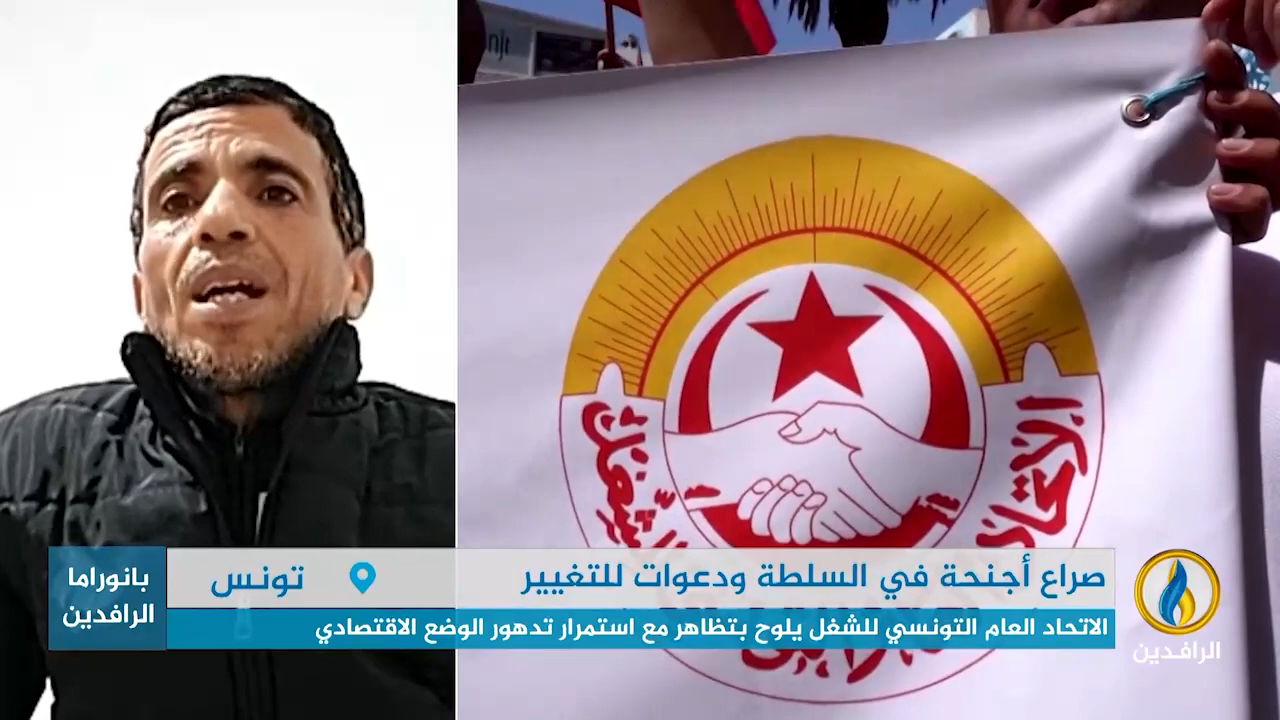 صراع أجنحة في السلطة ودعوات للتغيير
تونس
الاتحاد العام التونسي للشغل يلوح بتظاهر مع استمرار تدهور الوضع الاقتصادي
بانوراما
الرافدين
الرافدين